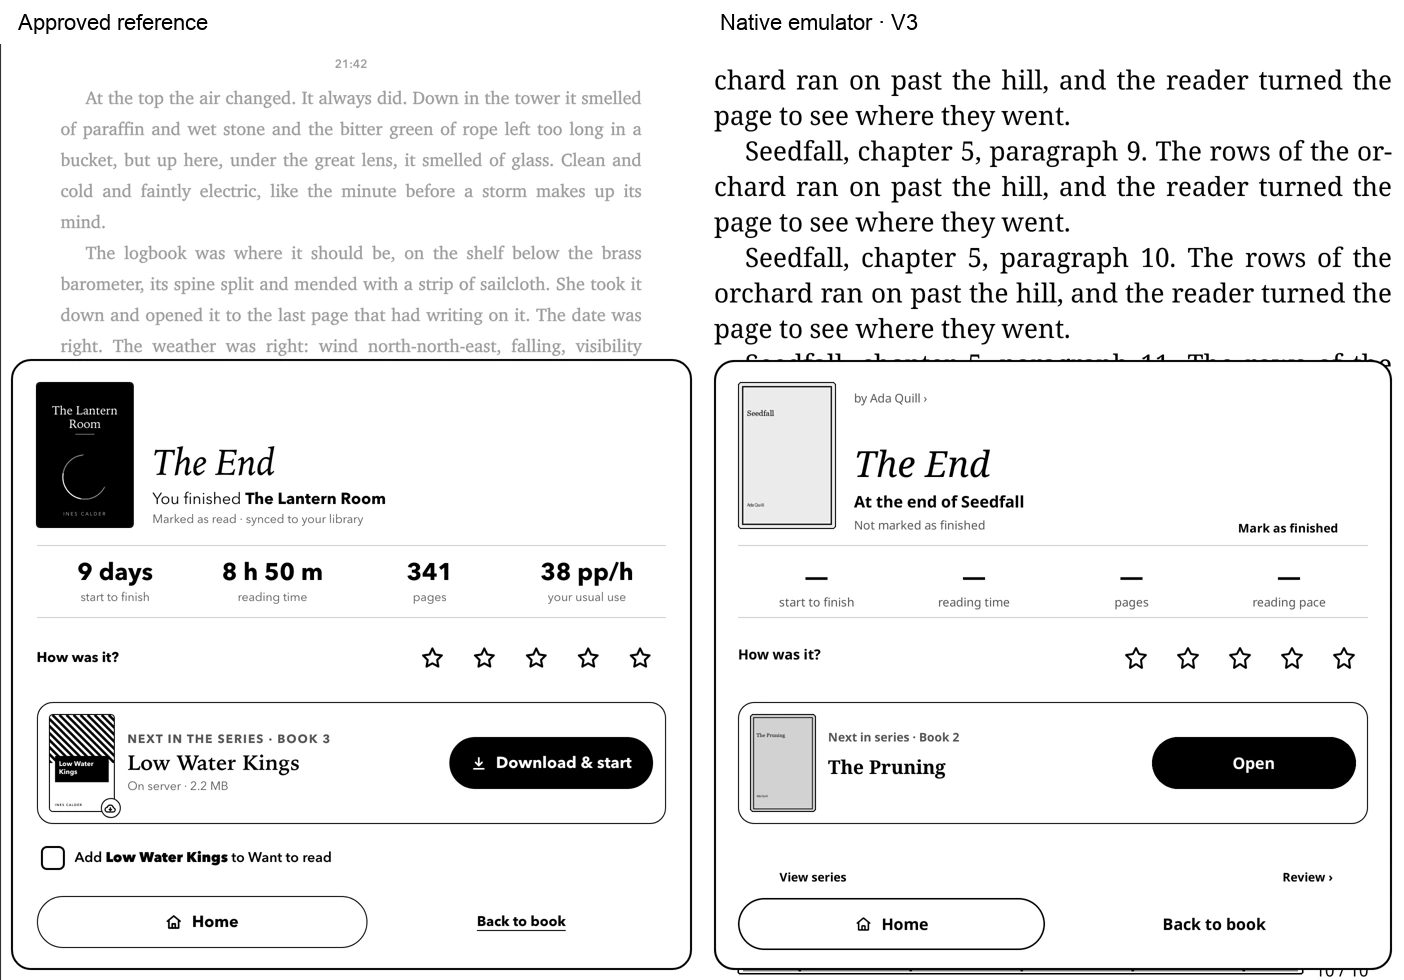 Approved reference
21:42
At the top the air changed. It always did. Down in the tower it smelled
of paraffin and wet stone and the bitter green of rope left too long in a
bucket, but up here, under the great lens, it smelled of glass. Clean and
cold and faintly electric, like the minute before a storm makes up its
mind.
The logbook was where it should be, on the shelf below the brass
barometer, its spine split and mended with a strip of sailcloth. She took it
down and opened it to the last page that had writing on it. The date was
right. The weather was right: wind north-north-east, falling, visibility
The Lantern
Room
INES CALDER
The End
You finished The Lantern Room
Marked as read · synced to your library
9 days
start to finish
8 h 50 m
reading time
341
pages
38 pp/h
your usual use
How was it?
Low Water
Kings
INES CALDER
NEXT IN THE SERIES · BOOK 3
Low Water Kings
On server · 2.2 MB
Download & start
Add Low Water Kings to Want to read
Home
Back to book
Native emulator · V3
chard ran on past the hill, and the reader turned the
page to see where they went.
Seedfall, chapter 5, paragraph 9. The rows of the or-
chard ran on past the hill, and the reader turned the
page to see where they went.
Seedfall, chapter 5, paragraph 10. The rows of the
orchard ran on past the hill, and the reader turned the
page to see where they went.
Seedfall, chapter 5, paragraph 11. The rows of the
Seedfall
Ada Quill
by Ada Quill ›
The End
At the end of Seedfall
Not marked as finished
Mark as finished
—
start to finish
—
reading time
—
pages
—
reading pace
How was it?
The Pruning
Next in series · Book 2
The Pruning
Open
View series
Review ›
Home
Back to book
10 / 10